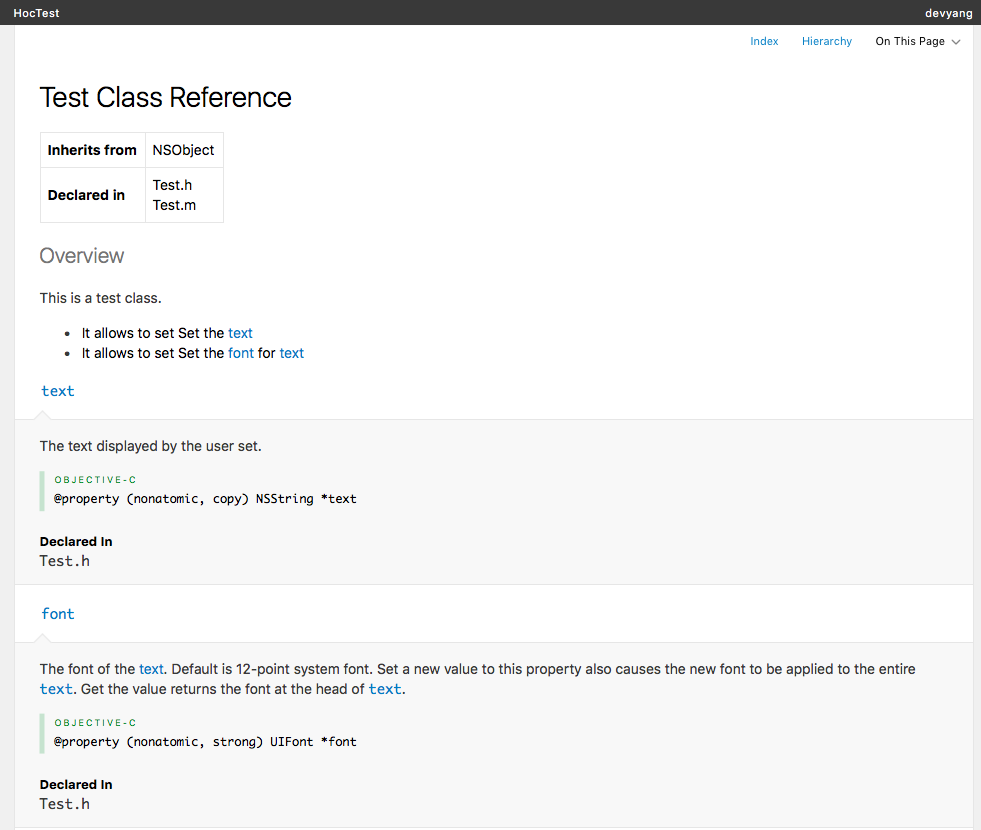 HocTest devyang
Index Hierarchy On This Page
Test Class Reference
Inherits from NSObject
Declared in Test.h
Test.m
Overview
This is a test class.
• It allows to set Set the text
• It allows to set Set the font for text
text
The text displayed by the user set.
OBJECTIVE-C
@property (nonatomic, copy) NSString *text
Declared In
Test.h
font
The font of the text. Default is 12-point system font. Set a new value to this property also causes the new font to be applied to the entire
text. Get the value returns the font at the head of text.
OBJECTIVE-C
@property (nonatomic, strong) UIFont *font
Declared In
Test.h